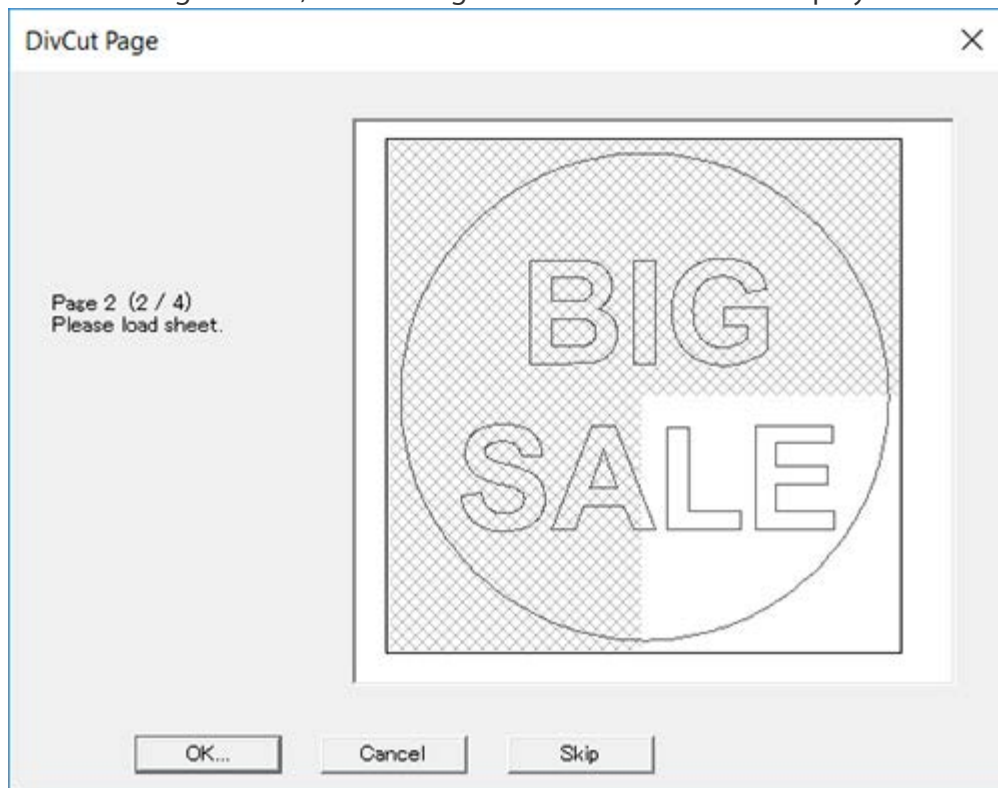 DivCut Page
Page 2 (2 / 4)
Please load sheet.
BIG
SALE
OK...
Cancel
Skip